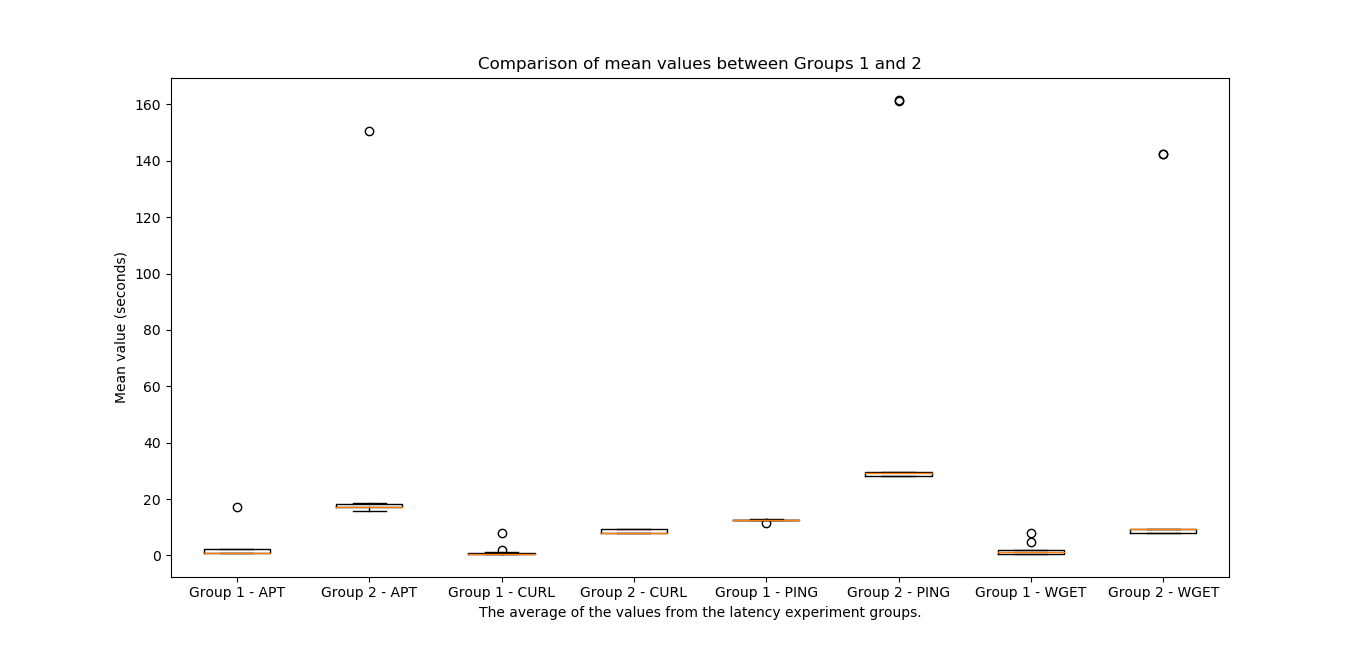 Comparison of mean values between Groups 1 and 2
Mean value (seconds)
160
140
120
100
80
60
40
20
0
Group 1 - APT Group 2 - APT Group 1 - CURL Group 2 - CURL Group 1 - PING Group 2 - PING Group 1 - WGET Group 2 - WGET
The average of the values from the latency experiment groups.